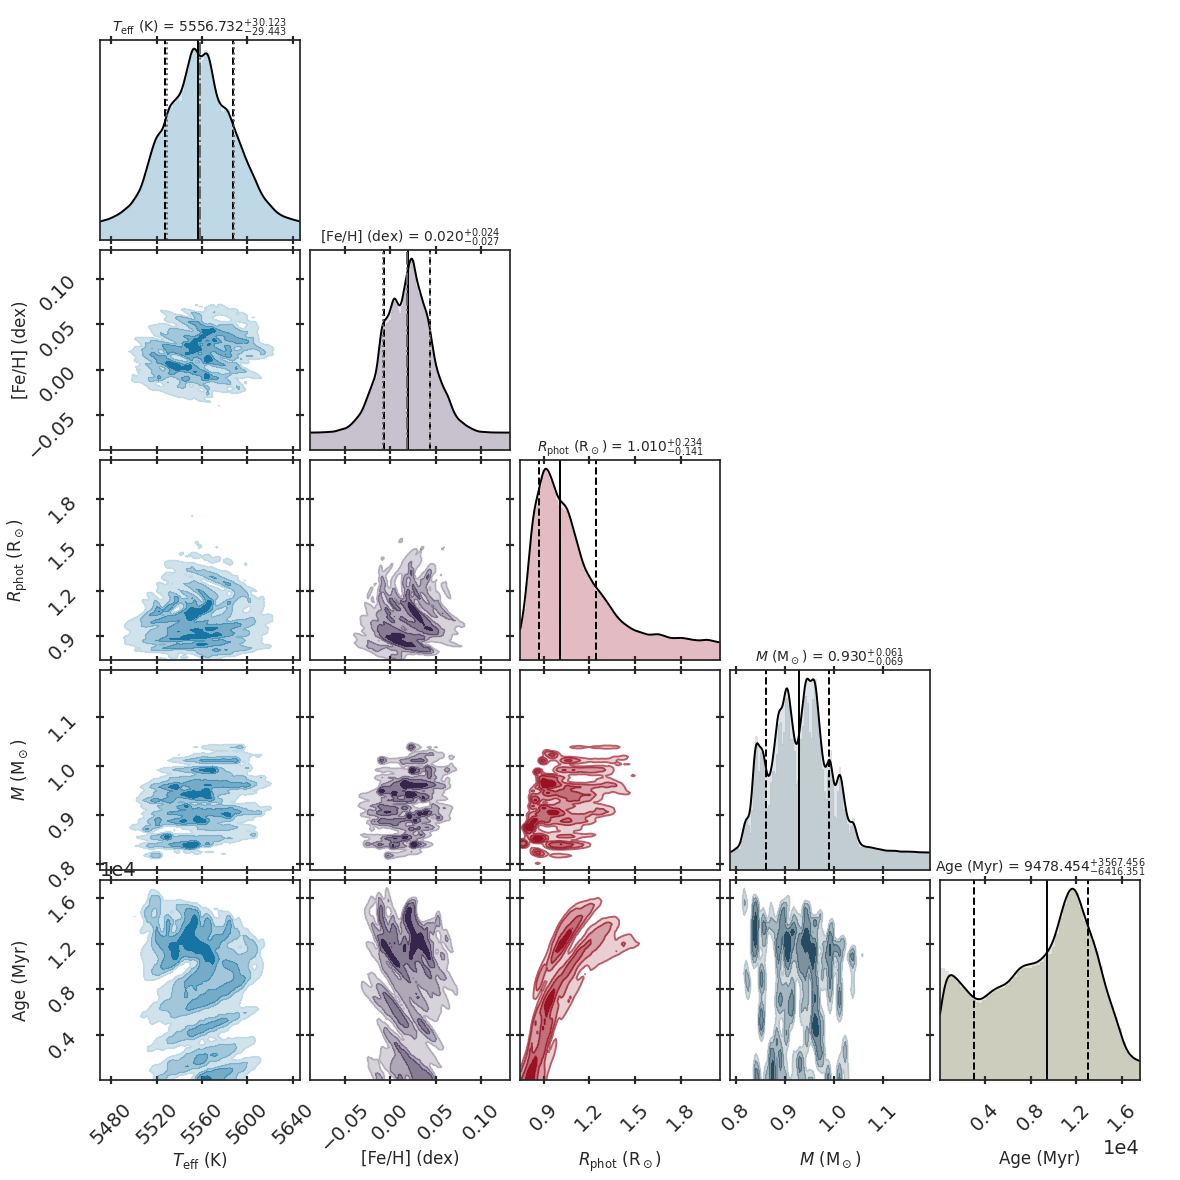 T_eff (K) = 5556.732 +30.123 −29.443
[Fe/H] (dex) = 0.020 +0.024 −0.027
0.10
0.05
0.00
−0.05
[Fe/H] (dex)
R_phot (R⊙) = 1.010 +0.234 −0.141
1.8
1.5
1.2
0.9
R_phot (R⊙)
M (M⊙) = 0.930 +0.061 −0.069
1.1
1.0
0.9
0.8
M (M⊙)
1e4
Age (Myr) = 9478.454 +3567.456 −6416.351
1.6
1.2
0.8
0.4
Age (Myr)
5480 5520 5560 5600 5640 −0.05 0.00 0.05 0.10 0.9 1.2 1.5 1.8 0.8 0.9 1.0 1.1 0.4 0.8 1.2 1.6
1e4
T_eff (K) [Fe/H] (dex) R_phot (R⊙) M (M⊙) Age (Myr)